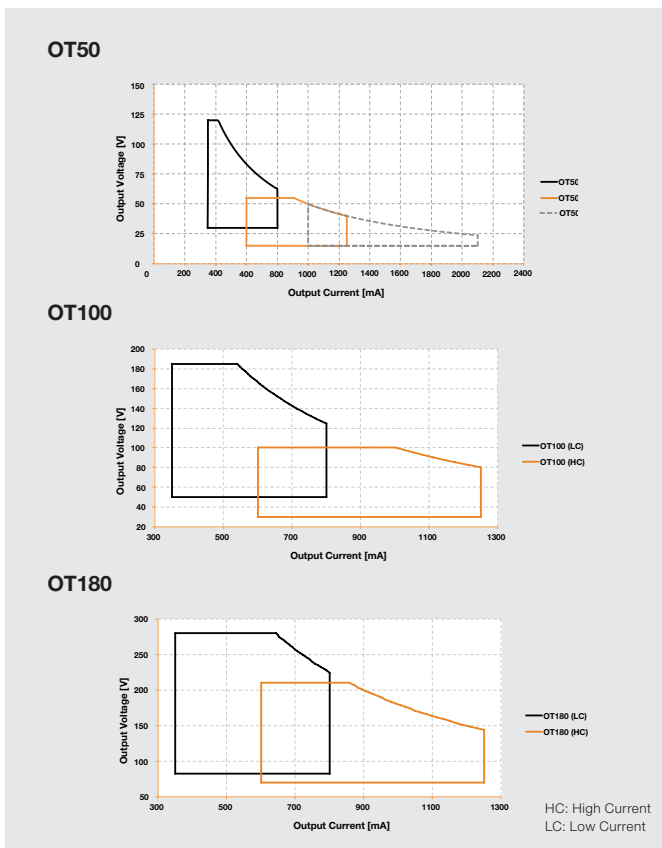 OT50
150
125
100
75
50
25
0
Output Voltage [V]
0 200 400 600 800 1000 1200 1400 1600 1800 2000 2200 2400
Output Current [mA]
OT50
OT50
OT50
OT100
200
180
160
140
120
100
80
60
40
20
Output Voltage [V]
300 500 700 900 1100 1300
Output Current [mA]
OT100 (LC)
OT100 (HC)
OT180
300
250
200
150
100
50
Output Voltage [V]
300 500 700 900 1100 1300
Output Current [mA]
OT180 (LC)
OT180 (HC)
HC: High Current
LC: Low Current